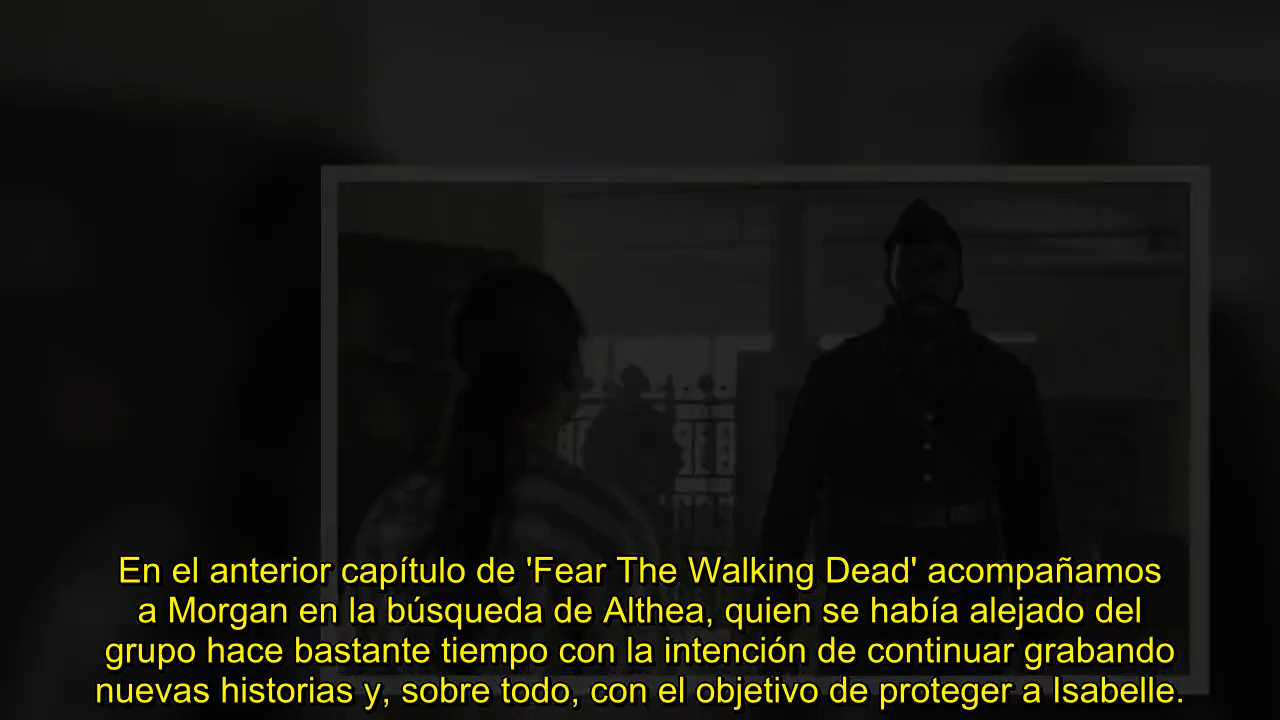 En el anterior capítulo de 'Fear The Walking Dead' acompañamos
a Morgan en la búsqueda de Althea, quien se había alejado del
grupo hace bastante tiempo con la intención de continuar grabando
nuevas historias y, sobre todo, con el objetivo de proteger a Isabelle.